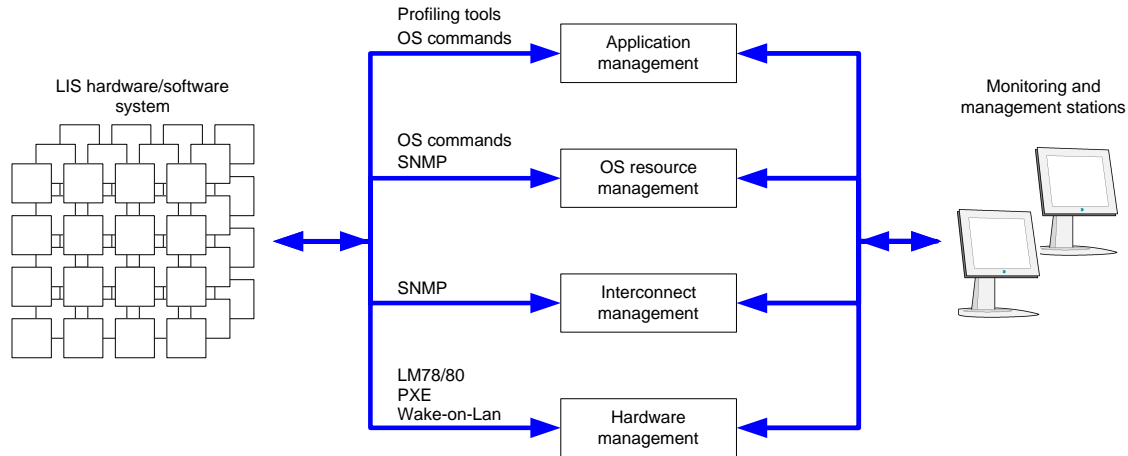 Profiling tools
OS commands
Application
management
LIS hardware/software
system
Monitoring and
management stations
OS commands
SNMP
OS resource
management
SNMP
Interconnect
management
LM78/80
PXE
Wake-on-Lan
Hardware
management